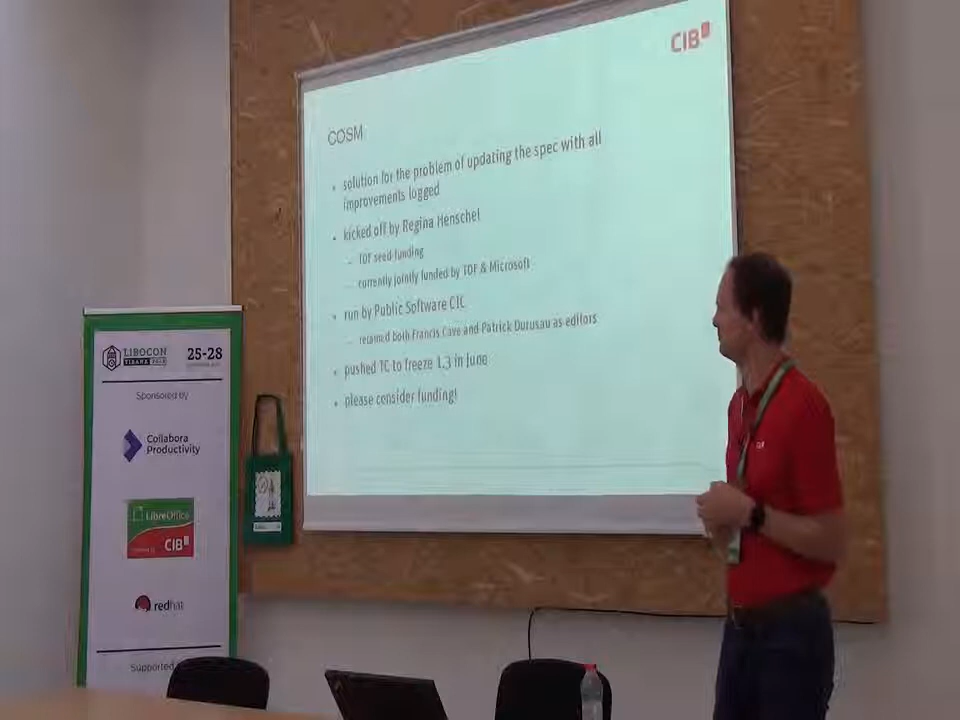 CIB
COSM
solution for the problem of updating the spec with all
improvements logged
kicked off by Regina Henschel
TDF seed funding
currently jointly funded by TDF & Microsoft
run by Public Software CIC
retained both Francis Cave and Patrick Durusau as editors
pushed TC to freeze 1.3 in June
please consider funding!
LIBOCON
TIRANA 2018
25-28
Sponsored by
Collabora
Productivity
LibreOffice
CIB
redhat
Supported